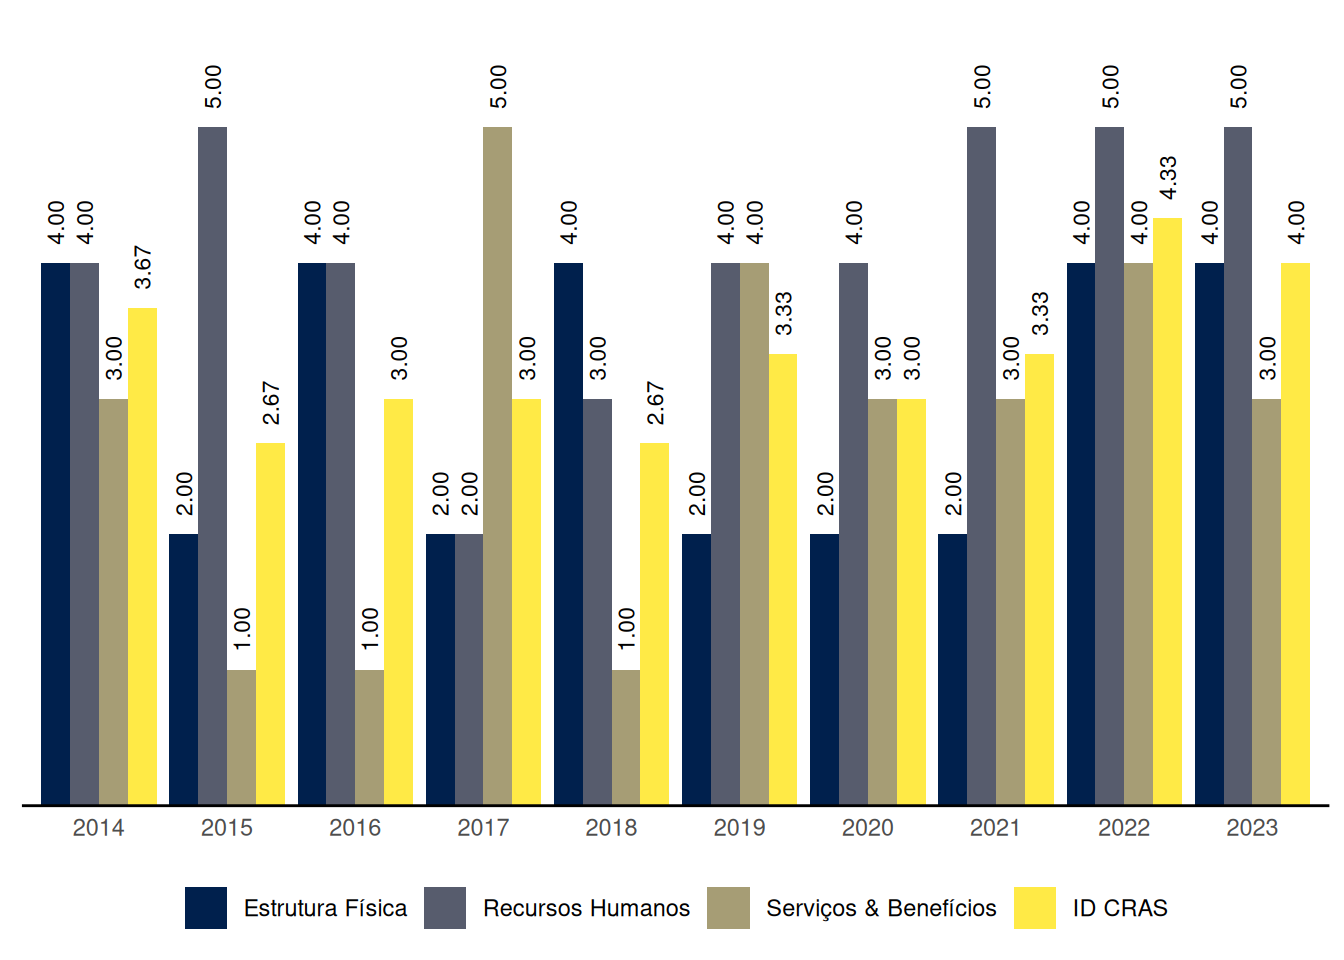 5.00 5.00 5.00 5.00 5.00
4.33
4.00 4.00 4.00 4.00 4.00 4.00 4.00 4.00 4.00 4.00 4.00 4.00
3.67
3.33 3.33
3.00 3.00 3.00 3.00 3.00 3.00 3.00 3.00
2.67 2.67
2.00 2.00 2.00 2.00 2.00 2.00
1.00 1.00 1.00
2014 2015 2016 2017 2018 2019 2020 2021 2022 2023
Estrutura Física Recursos Humanos Serviços & Benefícios ID CRAS